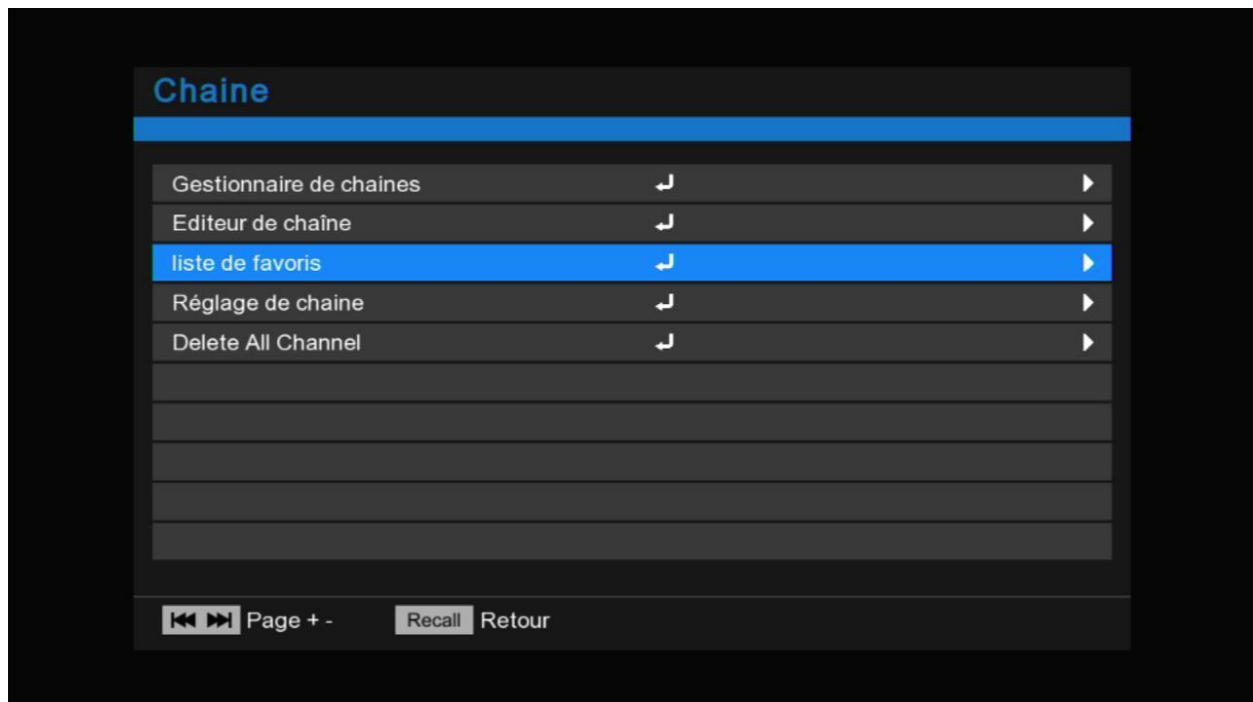 Chaine
Gestionnaire de chaines
Editeur de chaîne
liste de favoris
Réglage de chaine
Delete All Channel
Page + - Recall Retour